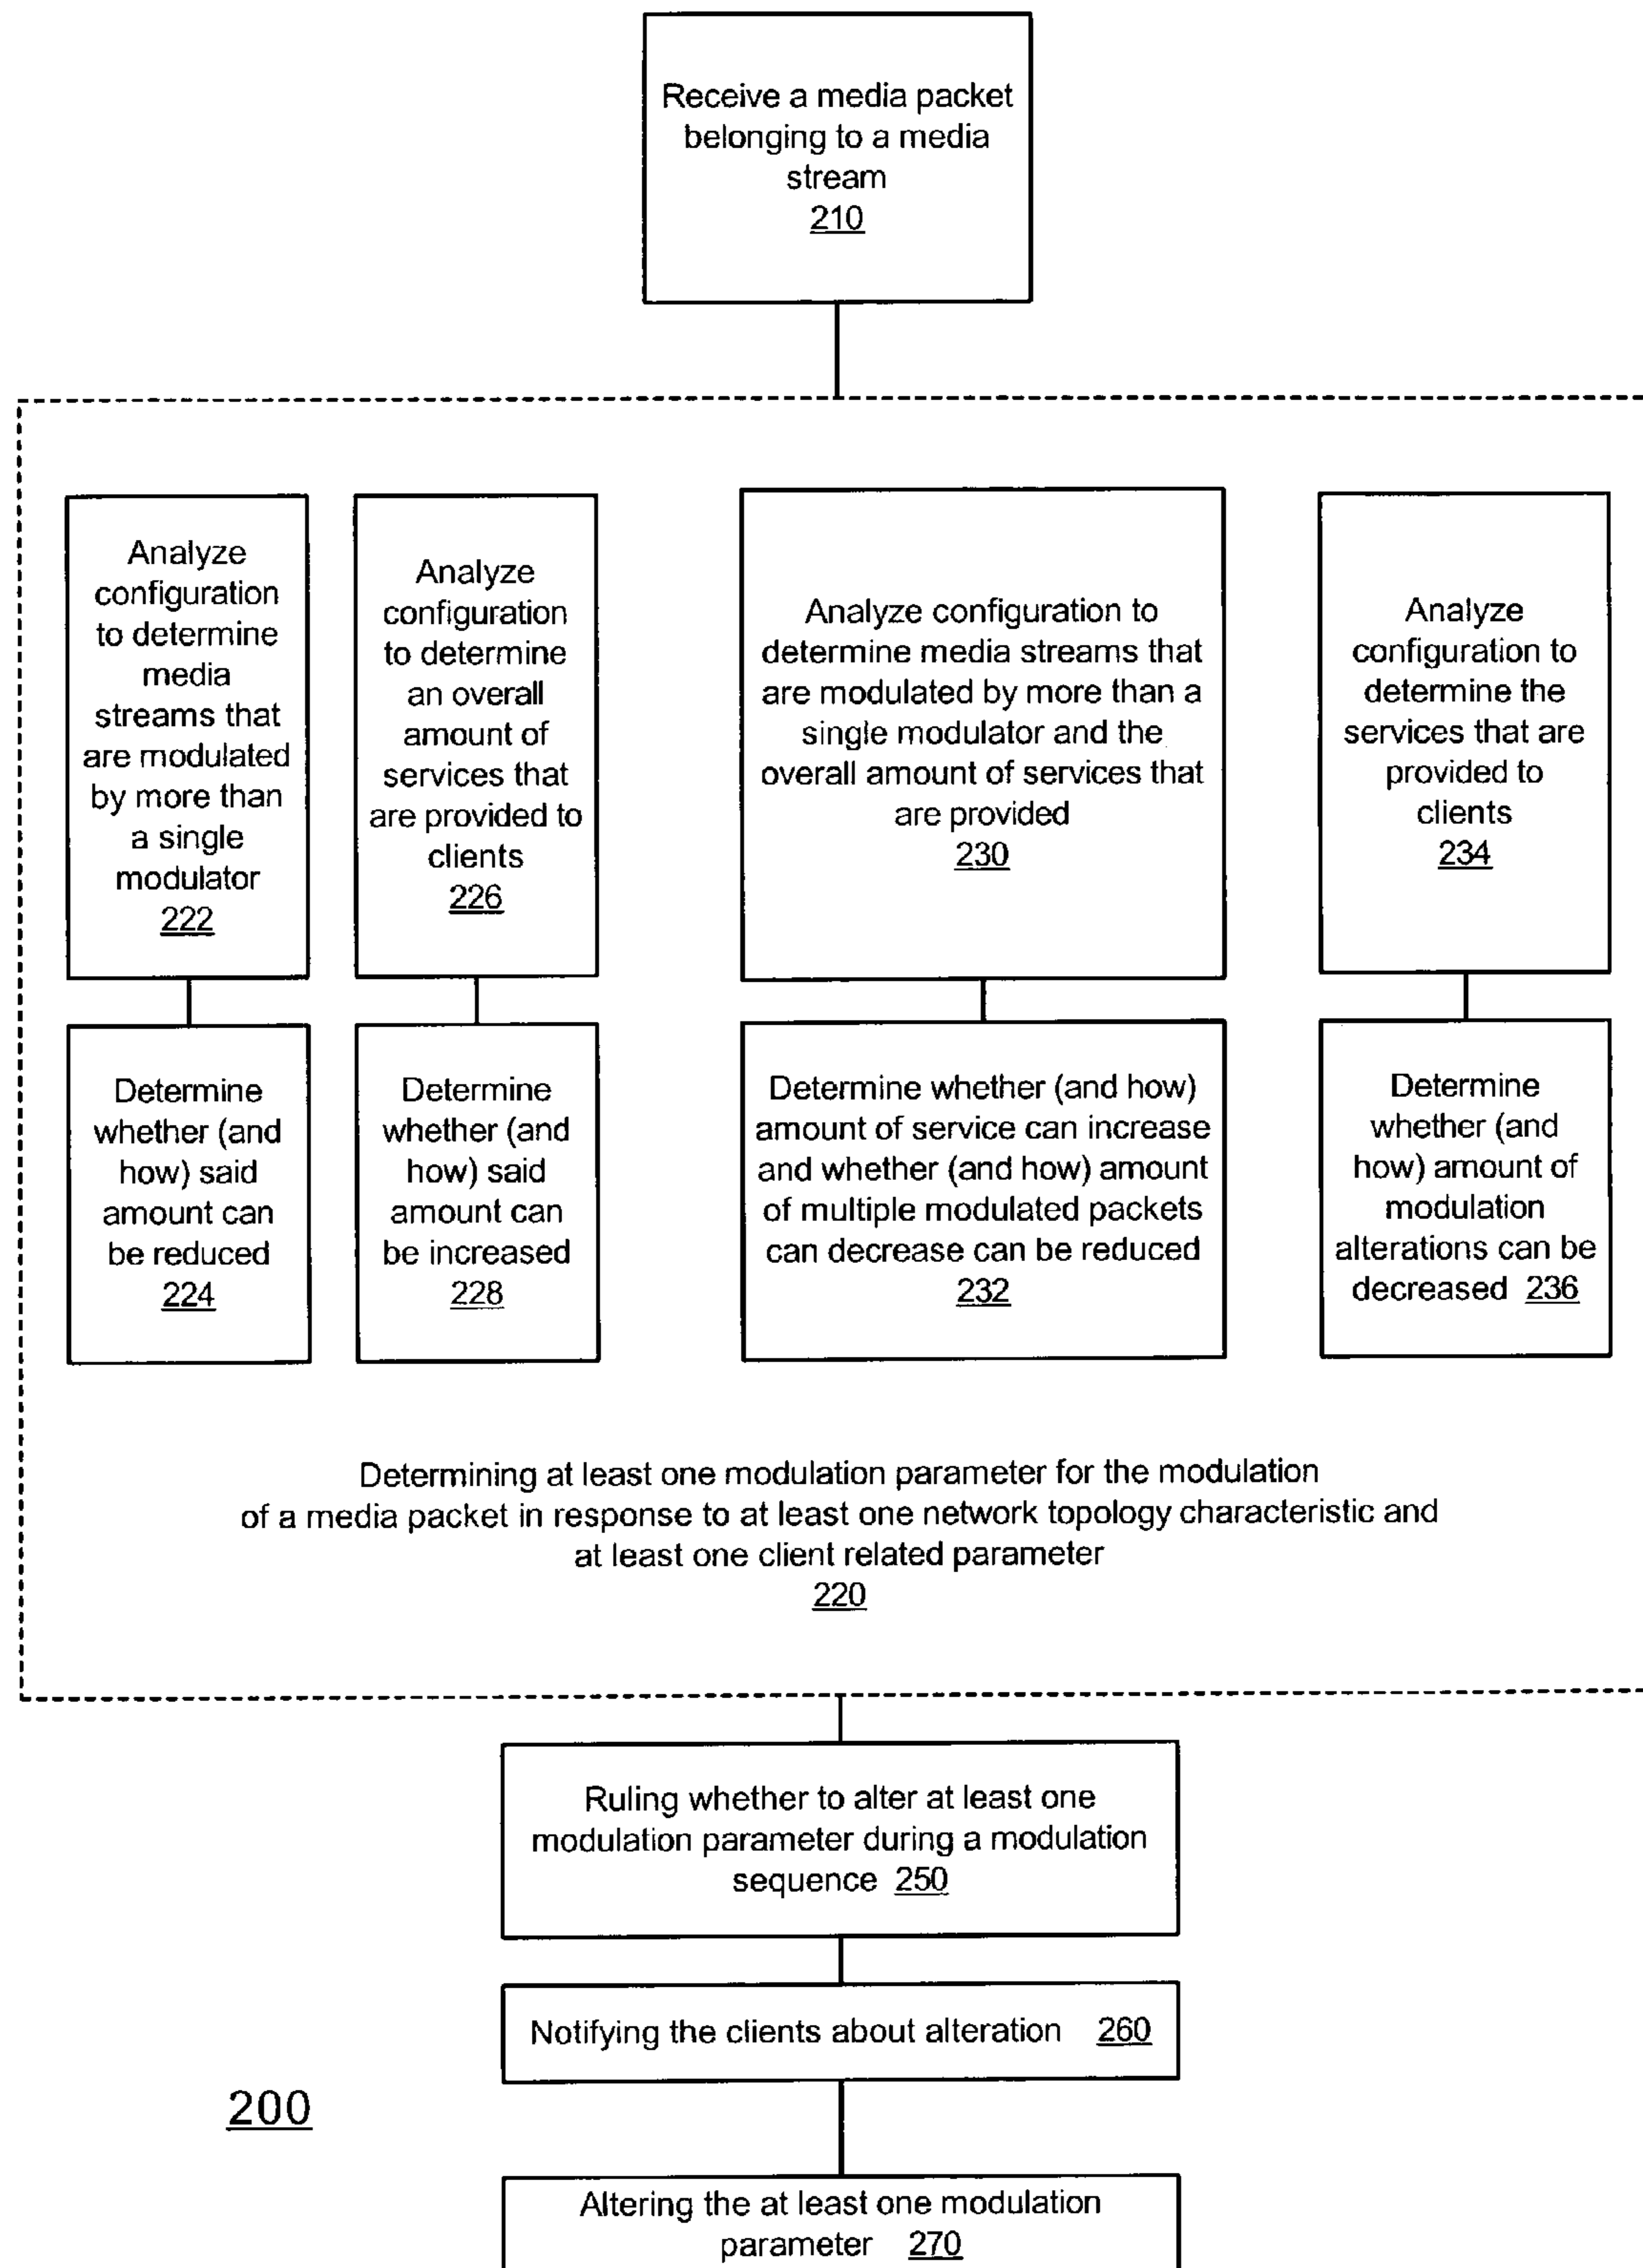 Receive a media packet
belonging to a media
stream
210
Analyze
configuration
to determine
media
streams that
are modulated
by more than
a single
modulator
222
Analyze
configuration
to determine
an overall
amount of
services that
are provided to
clients
226
Analyze configuration to
determine media streams that
are modulated by more than a
single modulator and the
overall amount of services that
are provided
230
Analyze
configuration to
determine the
services that are
provided to
clients
234
Determine
whether (and
how) said
amount can
be reduced
224
Determine
whether (and
how) said
amount can
be increased
228
Determine whether (and how)
amount of service can increase
and whether (and how) amount
of multiple modulated packets
can decrease can be reduced
232
Determine
whether (and
how) amount of
modulation
alterations can be
decreased 236
Determining at least one modulation parameter for the modulation
of a media packet in response to at least one network topology characteristic and
at least one client related parameter
220
Ruling whether to alter at least one
modulation parameter during a modulation
sequence 250
Notifying the clients about alteration 260
200
Altering the at least one modulation
parameter 270